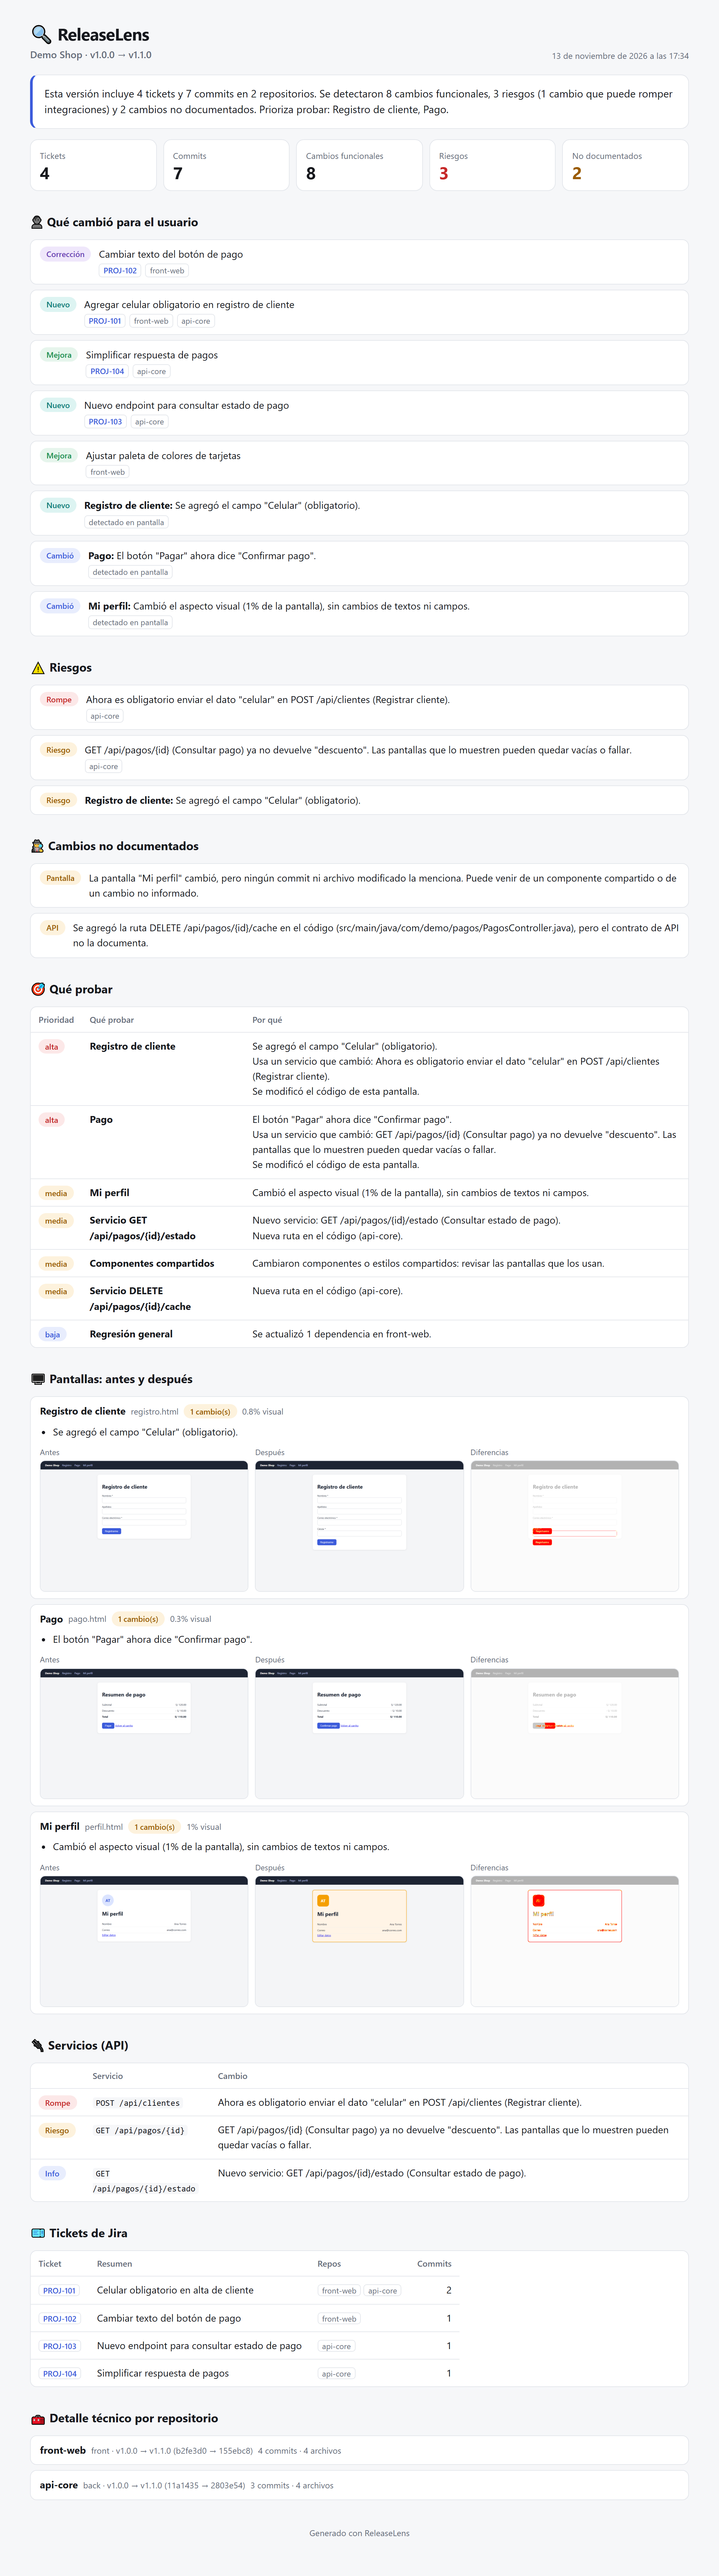 ReleaseLens
Demo Shop · v1.0.0 → v1.1.0
13 de noviembre de 2026 a las 17:34
Esta versión incluye 4 tickets y 7 commits en 2 repositorios. Se detectaron 8 cambios funcionales, 3 riesgos (1 cambio que puede romper
integraciones) y 2 cambios no documentados. Prioriza probar: Registro de cliente, Pago.
Tickets
4
Commits
7
Cambios funcionales
8
Riesgos
3
No documentados
2
Qué cambió para el usuario
Corrección Cambiar texto del botón de pago
PROJ-102 front-web
Nuevo Agregar celular obligatorio en registro de cliente
PROJ-101 front-web api-core
Mejora Simplificar respuesta de pagos
PROJ-104 api-core
Nuevo Nuevo endpoint para consultar estado de pago
PROJ-103 api-core
Mejora Ajustar paleta de colores de tarjetas
front-web
Nuevo Registro de cliente: Se agregó el campo "Celular" (obligatorio).
detectado en pantalla
Cambió Pago: El botón "Pagar" ahora dice "Confirmar pago".
detectado en pantalla
Cambió Mi perfil: Cambió el aspecto visual (1% de la pantalla), sin cambios de textos ni campos.
detectado en pantalla
Riesgos
Rompe Ahora es obligatorio enviar el dato "celular" en POST /api/clientes (Registrar cliente).
api-core
Riesgo GET /api/pagos/{id} (Consultar pago) ya no devuelve "descuento". Las pantallas que lo muestren pueden quedar vacías o fallar.
api-core
Riesgo Registro de cliente: Se agregó el campo "Celular" (obligatorio).
Cambios no documentados
Pantalla La pantalla "Mi perfil" cambió, pero ningún commit ni archivo modificado la menciona. Puede venir de un componente compartido o de
un cambio no informado.
API Se agregó la ruta DELETE /api/pagos/{id}/cache en el código (src/main/java/com/demo/pagos/PagosController.java), pero el contrato de API
no la documenta.
Qué probar
Prioridad Qué probar Por qué
alta Registro de cliente Se agregó el campo "Celular" (obligatorio).
Usa un servicio que cambió: Ahora es obligatorio enviar el dato "celular" en POST /api/clientes
(Registrar cliente).
Se modificó el código de esta pantalla.
alta Pago El botón "Pagar" ahora dice "Confirmar pago".
Usa un servicio que cambió: GET /api/pagos/{id} (Consultar pago) ya no devuelve "descuento". Las
pantallas que lo muestren pueden quedar vacías o fallar.
Se modificó el código de esta pantalla.
media Mi perfil Cambió el aspecto visual (1% de la pantalla), sin cambios de textos ni campos.
media Servicio GET Nuevo servicio: GET /api/pagos/{id}/estado (Consultar estado de pago).
/api/pagos/{id}/estado Nueva ruta en el código (api-core).
media Componentes compartidos Cambiaron componentes o estilos compartidos: revisar las pantallas que los usan.
media Servicio DELETE Nueva ruta en el código (api-core).
/api/pagos/{id}/cache
baja Regresión general Se actualizó 1 dependencia en front-web.
Pantallas: antes y después
Registro de cliente registro.html 1 cambio(s) 0.8% visual
• Se agregó el campo "Celular" (obligatorio).
Antes Después Diferencias
Registro de cliente Registro de cliente Registro de cliente
Pago pago.html 1 cambio(s) 0.3% visual
• El botón "Pagar" ahora dice "Confirmar pago".
Antes Después Diferencias
Resumen de pago Resumen de pago Resumen de pago
Mi perfil perfil.html 1 cambio(s) 1% visual
• Cambió el aspecto visual (1% de la pantalla), sin cambios de textos ni campos.
Antes Después Diferencias
Mi perfil Mi perfil Mi perfil
Servicios (API)
Servicio Cambio
Rompe POST /api/clientes Ahora es obligatorio enviar el dato "celular" en POST /api/clientes (Registrar cliente).
Riesgo GET /api/pagos/{id} GET /api/pagos/{id} (Consultar pago) ya no devuelve "descuento". Las pantallas que lo muestren pueden
quedar vacías o fallar.
Info GET Nuevo servicio: GET /api/pagos/{id}/estado (Consultar estado de pago).
/api/pagos/{id}/estado
Tickets de Jira
Ticket Resumen Repos Commits
PROJ-101 Celular obligatorio en alta de cliente front-web api-core 2
PROJ-102 Cambiar texto del botón de pago front-web 1
PROJ-103 Nuevo endpoint para consultar estado de pago api-core 1
PROJ-104 Simplificar respuesta de pagos api-core 1
Detalle técnico por repositorio
front-web front · v1.0.0 → v1.1.0 (b2fe3d0 → 155ebc8) 4 commits · 4 archivos
api-core back · v1.0.0 → v1.1.0 (11a1435 → 2803e54) 3 commits · 4 archivos
Generado con ReleaseLens